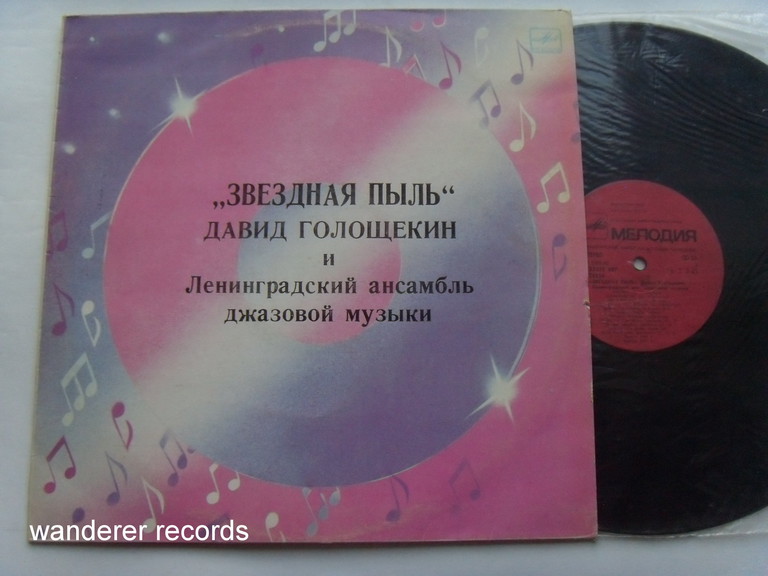 „ЗВЕЗДНАЯ ПЫЛЬ“
ДАВИД ГОЛОЩЕКИН
и
Ленинградский ансамбль
джазовой музыки
МЕЛОДИЯ
wanderer records